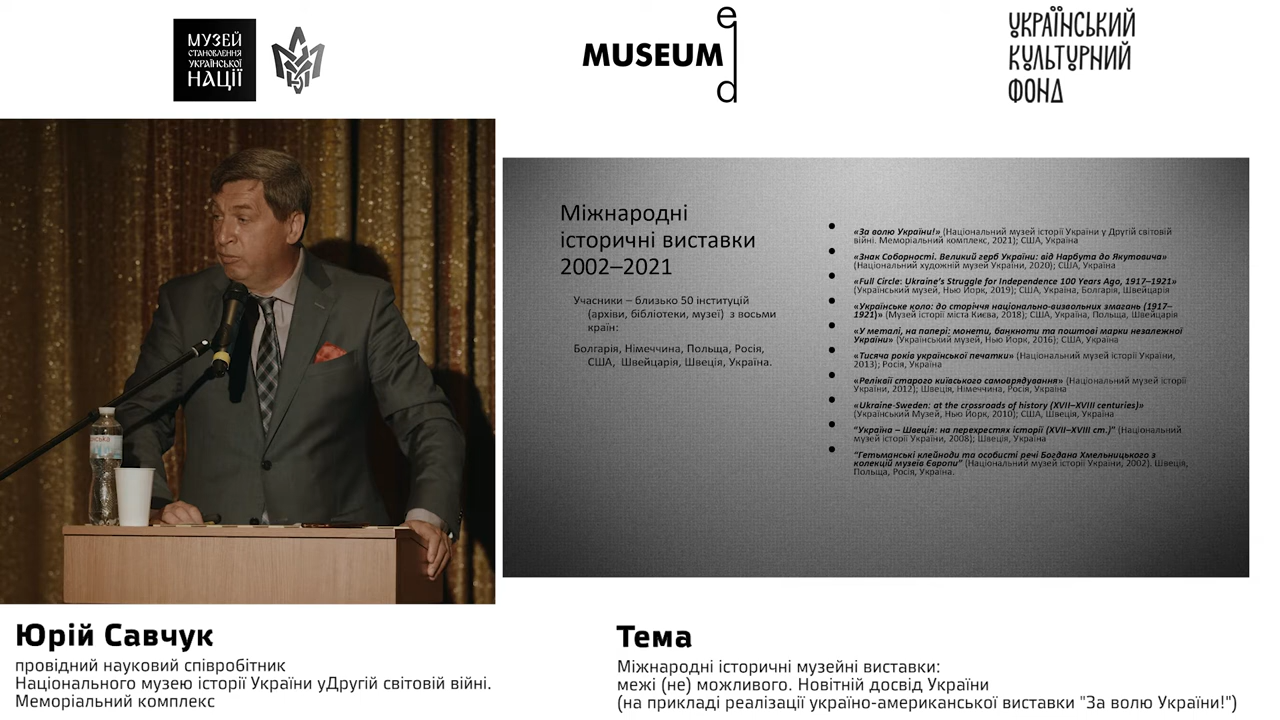 МУЗЕЙ
СТАНОВЛЕННЯ
УКРАЇНСЬКОЇ
НАЦІЇ
MUSEUM ed
УКРАЇНСЬКИЙ
КУЛЬТУРНИЙ
ФОНД
Міжнародні
історичні виставки
2002–2021
Учасники – близько 50 інституцій
(архіви, бібліотеки, музеї) з восьми
країн:
Болгарія, Німеччина, Польща, Росія,
США, Швейцарія, Швеція, Україна.
• «За волю України!» (Національний музей історії України у Другій світовій
війні. Меморіальний комплекс, 2021); США, Україна
• «Знак Соборності. Великий герб України: від Нарбута до Якутовича»
(Національний художній музей України, 2020); США, Україна
• «Full Circle: Ukraine's Struggle for Independence 100 Years Ago, 1917–1921»
(Український музей, Нью Йорк, 2019); США, Україна, Болгарія, Швейцарія
• «Українське коло: до сторіччя національно-визвольних змагань (1917–
1921)» (Музей історії міста Києва, 2018); США, Україна, Польща, Швейцарія
• «У металі, на папері: монети, банкноти та поштові марки незалежної
України» (Український музей, Нью Йорк, 2016); США, Україна
• «Тисяча років української печатки» (Національний музей історії України,
2013); Росія, Україна
• «Реліквії старого київського самоврядування» (Національний музей історії
України, 2012); Швеція, Німеччина, Росія, Україна
• «Ukraine-Sweden: at the crossroads of history (XVII–XVIII centuries)»
(Український Музей, Нью Йорк, 2010); США, Швеція, Україна
• "Україна – Швеція: на перехрестях історії (XVII–XVIII ст.)" (Національний
музей історії України, 2008); Швеція, Україна
• "Гетьманські клейноди та особисті речі Богдана Хмельницького з
колекцій музеїв Європи" (Національний музей історії України, 2002). Швеція,
Польща, Росія, Україна.
Юрій Савчук
провідний науковий співробітник
Національного музею історії України уДругій світовій війні.
Меморіальний комплекс
Тема
Міжнародні історичні музейні виставки:
межі (не) можливого. Новітній досвід України
(на прикладі реалізації україно-американської виставки "За волю України!")